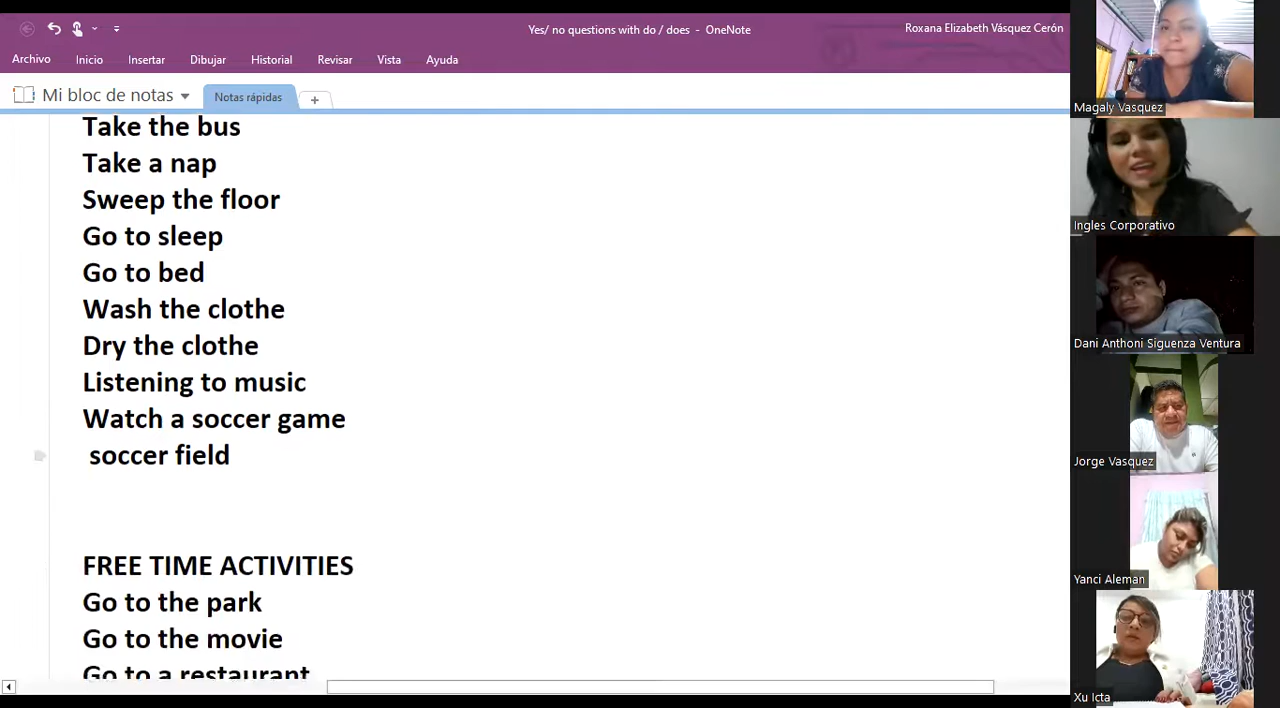 Yes/ no questions with do / does - OneNote
Roxana Elizabeth Vásquez Cerón
Archivo Inicio Insertar Dibujar Historial Revisar Vista Ayuda
Mi bloc de notas Notas rápidas +
Take the bus
Take a nap
Sweep the floor
Go to sleep
Go to bed
Wash the clothe
Dry the clothe
Listening to music
Watch a soccer game
soccer field
FREE TIME ACTIVITIES
Go to the park
Go to the movie
Go to a restaurant
Magaly Vasquez
Ingles Corporativo
Dani Anthoni Siguenza Ventura
Jorge Vasquez
Yanci Aleman
Xu Icta